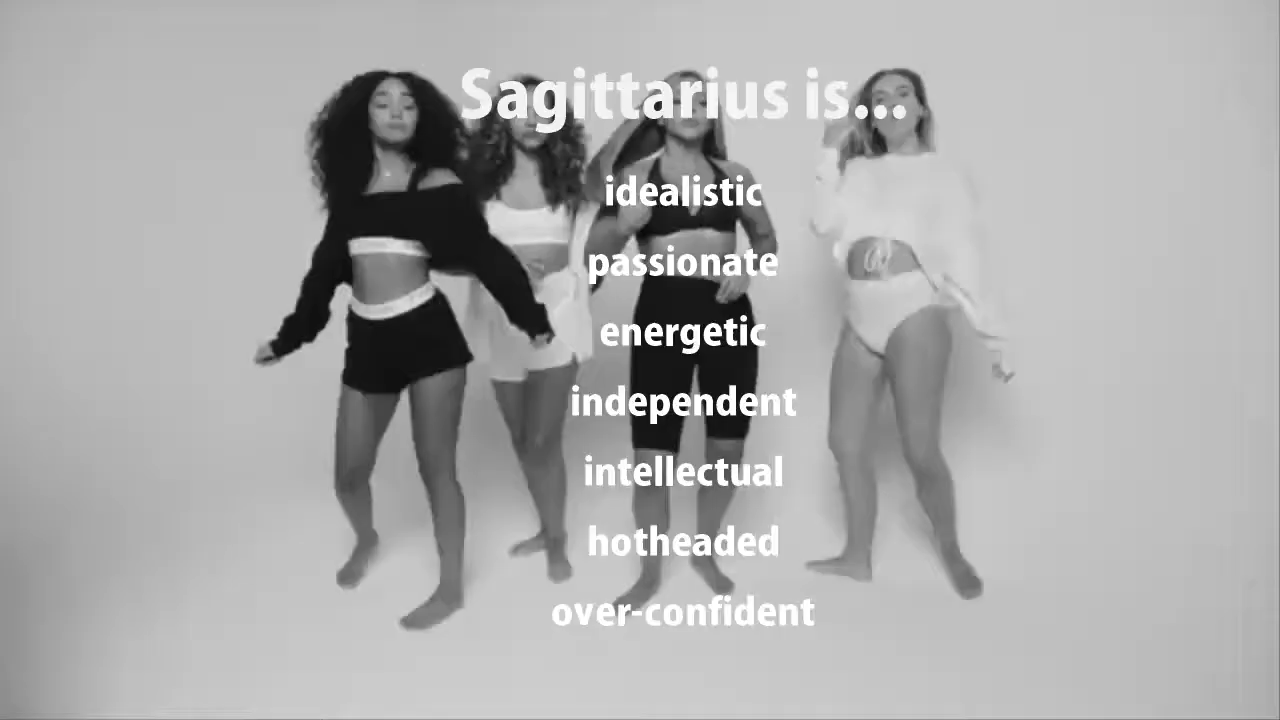 Sagittarius is...
idealistic
passionate
energetic
independent
intellectual
hotheaded
over-confident